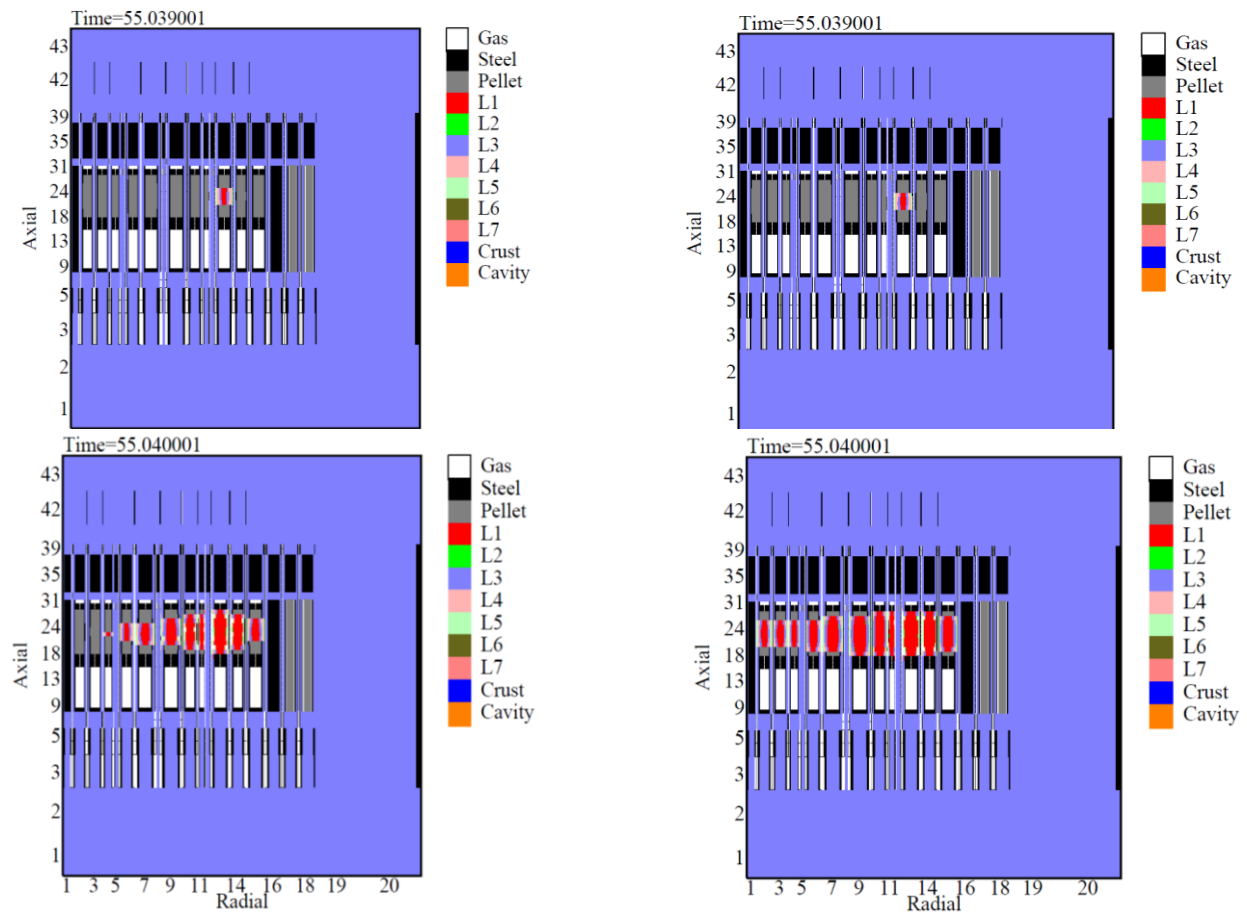 Time=55.039001
Gas
Steel
Pellet
L1
L2
L3
L4
L5
L6
L7
Crust
Cavity
43
42
39
35
31
24
18
13
9
5
3
2
1
Axial
Time=55.039001
Gas
Steel
Pellet
L1
L2
L3
L4
L5
L6
L7
Crust
Cavity
43
42
39
35
31
24
18
13
9
5
3
2
1
Axial
Time=55.040001
Gas
Steel
Pellet
L1
L2
L3
L4
L5
L6
L7
Crust
Cavity
43
42
39
35
31
24
18
13
9
5
3
2
1
Axial
1 3 5 7 9 11 14 16 18 19 20
Radial
Time=55.040001
Gas
Steel
Pellet
L1
L2
L3
L4
L5
L6
L7
Crust
Cavity
43
42
39
35
31
24
18
13
9
5
3
2
1
Axial
1 3 5 7 9 11 14 16 18 19 20
Radial